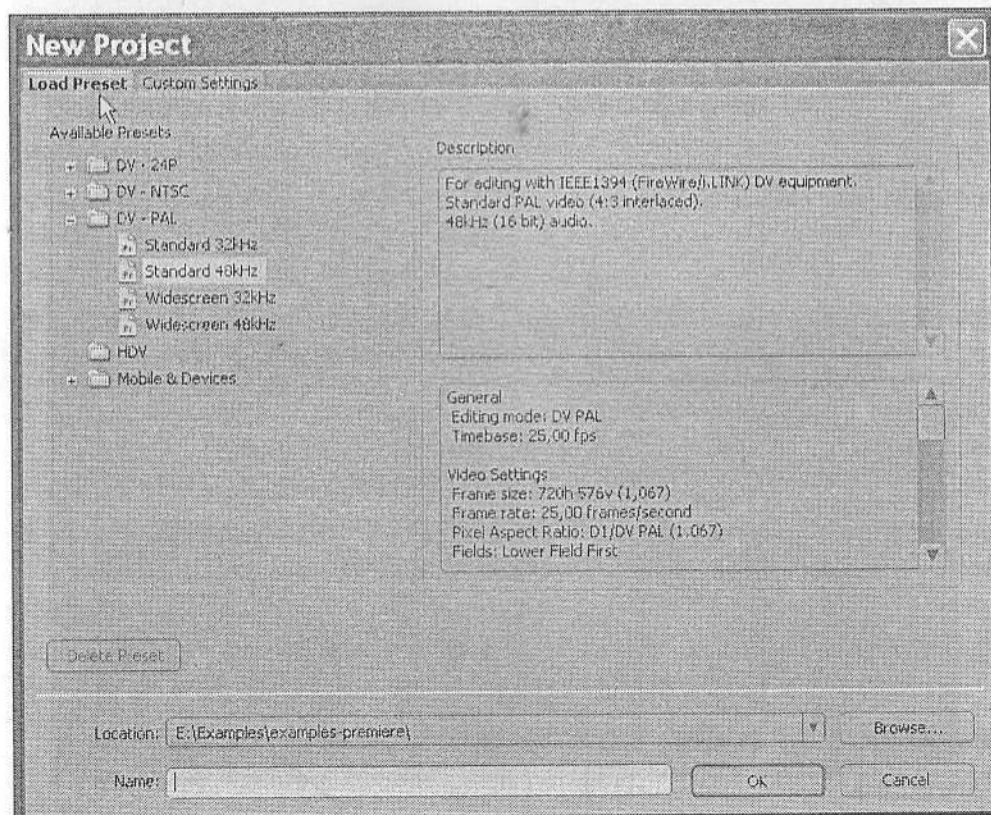 New Project
Load Preset Custom Settings
Available Presets
DV - 24P
DV - NTSC
DV - PAL
Standard 32kHz
Standard 48kHz
Widescreen 32kHz
Widescreen 48kHz
HDV
Mobile & Devices
Delete Preset
Description
For editing with IEEE1394 (FireWire/i.LINK) DV equipment.
Standard PAL video (4:3 interlaced).
48kHz (16 bit) audio.
General
Editing mode: DV PAL
Timebase: 25,00 fps
Video Settings
Frame size: 720h 576v (1,067)
Frame rate: 25,00 frames/second
Pixel Aspect Ratio: D1/DV PAL (1.067)
Fields: Lower Field First
Location: E:\Examples\examples-premiere\ Browse...
Name: OK Cancel